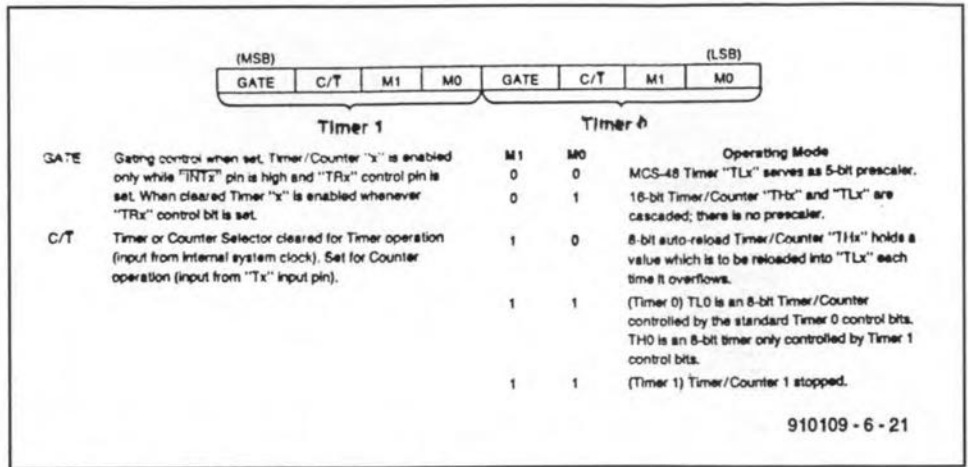 (MSB) (LSB)
GATE C/T̅ M1 M0 GATE C/T̅ M1 M0
Timer 1 Timer 0
GATE Gating control when set. Timer/Counter "x" is enabled
only while "I̅N̅T̅x̅" pin is high and "TRx" control pin is
set. When cleared Timer "x" is enabled whenever
"TRx" control bit is set.
C/T̅ Timer or Counter Selector cleared for Timer operation
(input from internal system clock). Set for Counter
operation (input from "Tx" input pin).
M1 M0 Operating Mode
0 0 MCS-48 Timer "TLx" serves as 5-bit prescaler.
0 1 16-bit Timer/Counter "THx" and "TLx" are
cascaded; there is no prescaler.
1 0 8-bit auto-reload Timer/Counter "THx" holds a
value which is to be reloaded into "TLx" each
time it overflows.
1 1 (Timer 0) TL0 is an 8-bit Timer/Counter
controlled by the standard Timer 0 control bits.
TH0 is an 8-bit timer only controlled by Timer 1
control bits.
1 1 (Timer 1) Timer/Counter 1 stopped.
910109 - 6 - 21